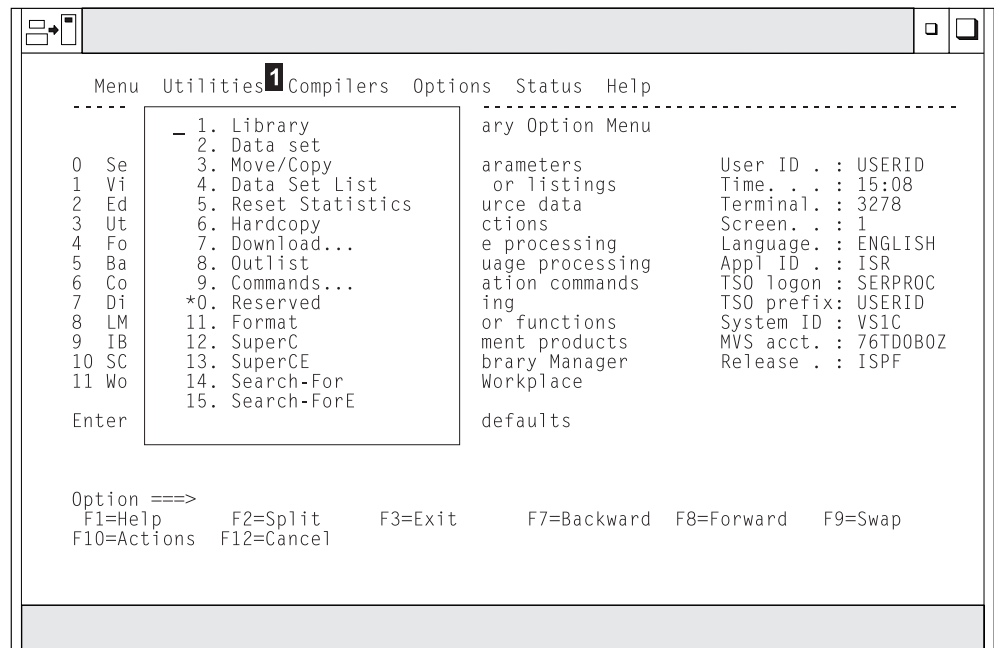 Menu  Utilities 1 Compilers  Options  Status  Help
----- ----------------------------------------
_ 1. Library ary Option Menu
2. Data set
0  Se 3. Move/Copy arameters User ID . : USERID
1  Vi 4. Data Set List or listings Time. . . : 15:08
2  Ed 5. Reset Statistics urce data Terminal. : 3278
3  Ut 6. Hardcopy ctions Screen. . : 1
4  Fo 7. Download... e processing Language. : ENGLISH
5  Ba 8. Outlist uage processing Appl ID . : ISR
6  Co 9. Commands... ation commands TSO logon : SERPROC
7  Di *0. Reserved ing TSO prefix: USERID
8  LM 11. Format or functions System ID : VS1C
9  IB 12. SuperC ment products MVS acct. : 76TDOBOZ
10 SC 13. SuperCE brary Manager Release . : ISPF
11 Wo 14. Search-For Workplace
15. Search-ForE
Enter defaults
Option ===>
F1=Help F2=Split F3=Exit F7=Backward F8=Forward F9=Swap
F10=Actions F12=Cancel